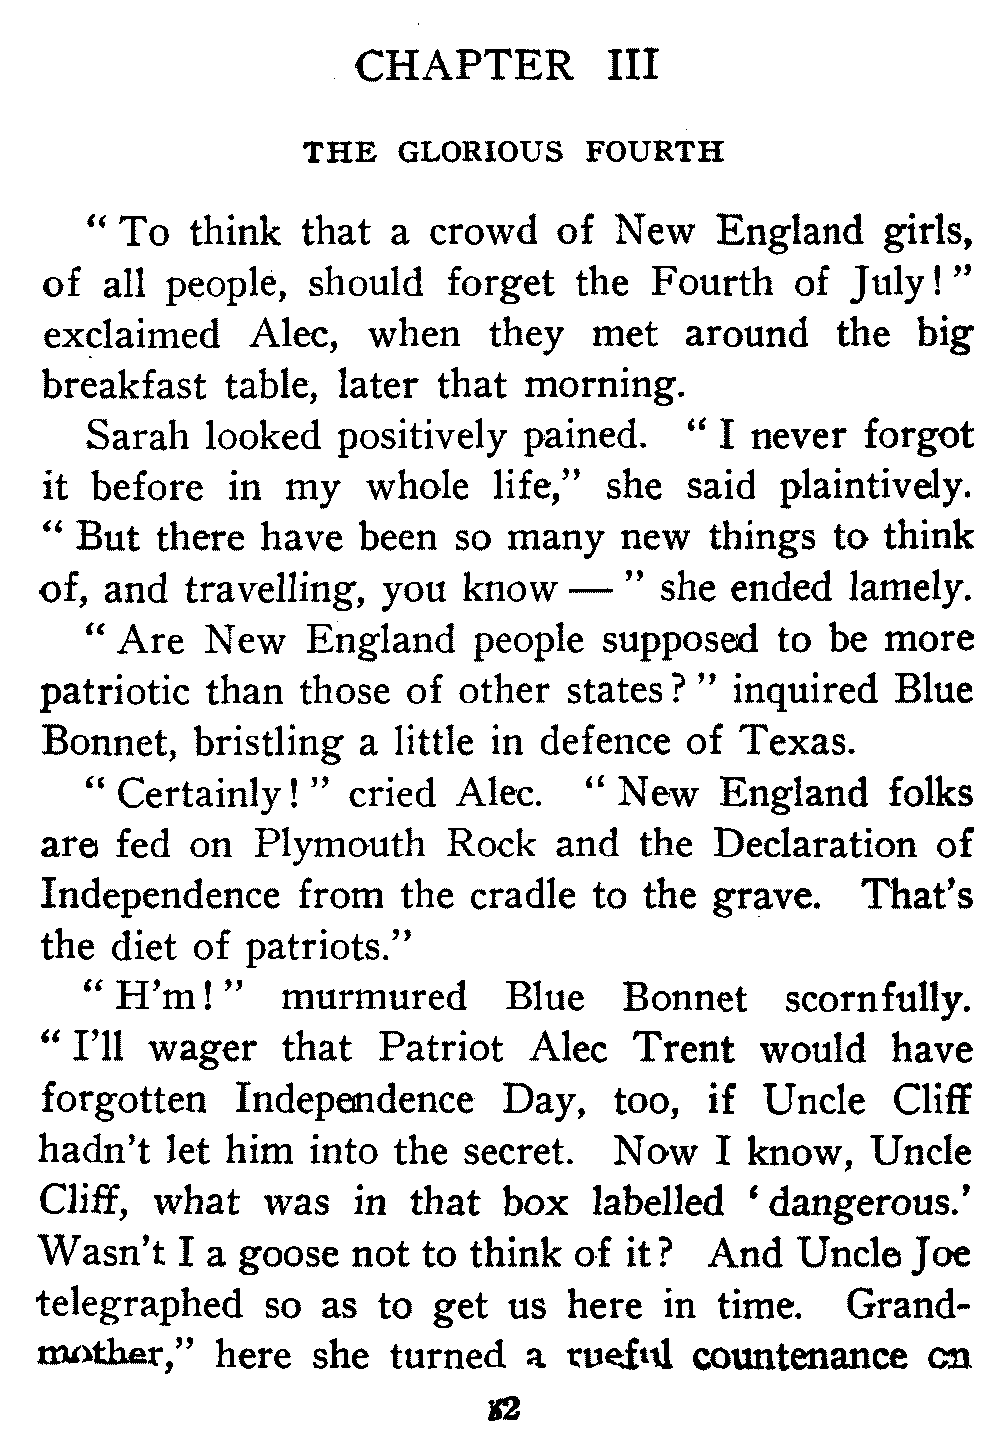 CHAPTER III
THE GLORIOUS FOURTH
“ To think that a crowd of New England girls,
of all people, should forget the Fourth of July! ”
exclaimed Alec, when they met around the big
breakfast table, later that morning.
Sarah looked positively pained. “ I never forgot
it before in my whole life,” she said plaintively.
“ But there have been so many new things to think
of, and travelling, you know — ” she ended lamely.
“ Are New England people supposed to be more
patriotic than those of other states? ” inquired Blue
Bonnet, bristling a little in defence of Texas.
“ Certainly! ” cried Alec. “ New England folks
are fed on Plymouth Rock and the Declaration of
Independence from the cradle to the grave. That’s
the diet of patriots.”
“ H’m! ” murmured Blue Bonnet scornfully.
“ I’ll wager that Patriot Alec Trent would have
forgotten Independence Day, too, if Uncle Cliff
hadn’t let him into the secret. Now I know, Uncle
Cliff, what was in that box labelled ‘ dangerous.’
Wasn’t I a goose not to think of it? And Uncle Joe
telegraphed so as to get us here in time. Grand-
mother,” here she turned a rueful countenance on